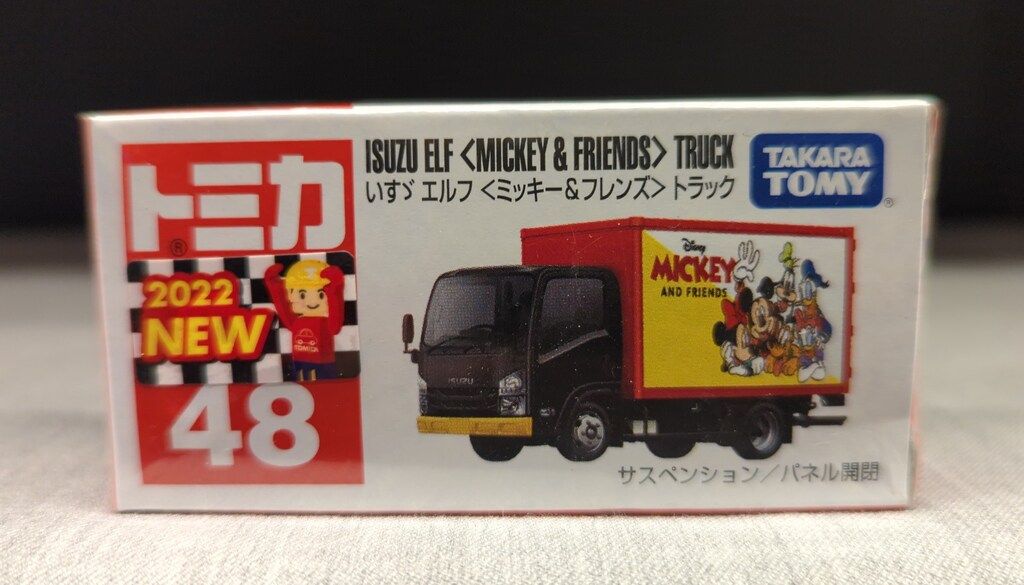 トミカ
®
2022
NEW
TOMICA
48
ISUZU ELF <MICKEY & FRIENDS> TRUCK
いすゞ エルフ <ミッキー&フレンズ> トラック
TAKARA
TOMY
®
Disney
MICKEY
AND FRIENDS
ISUZU
サスペンション/パネル開閉